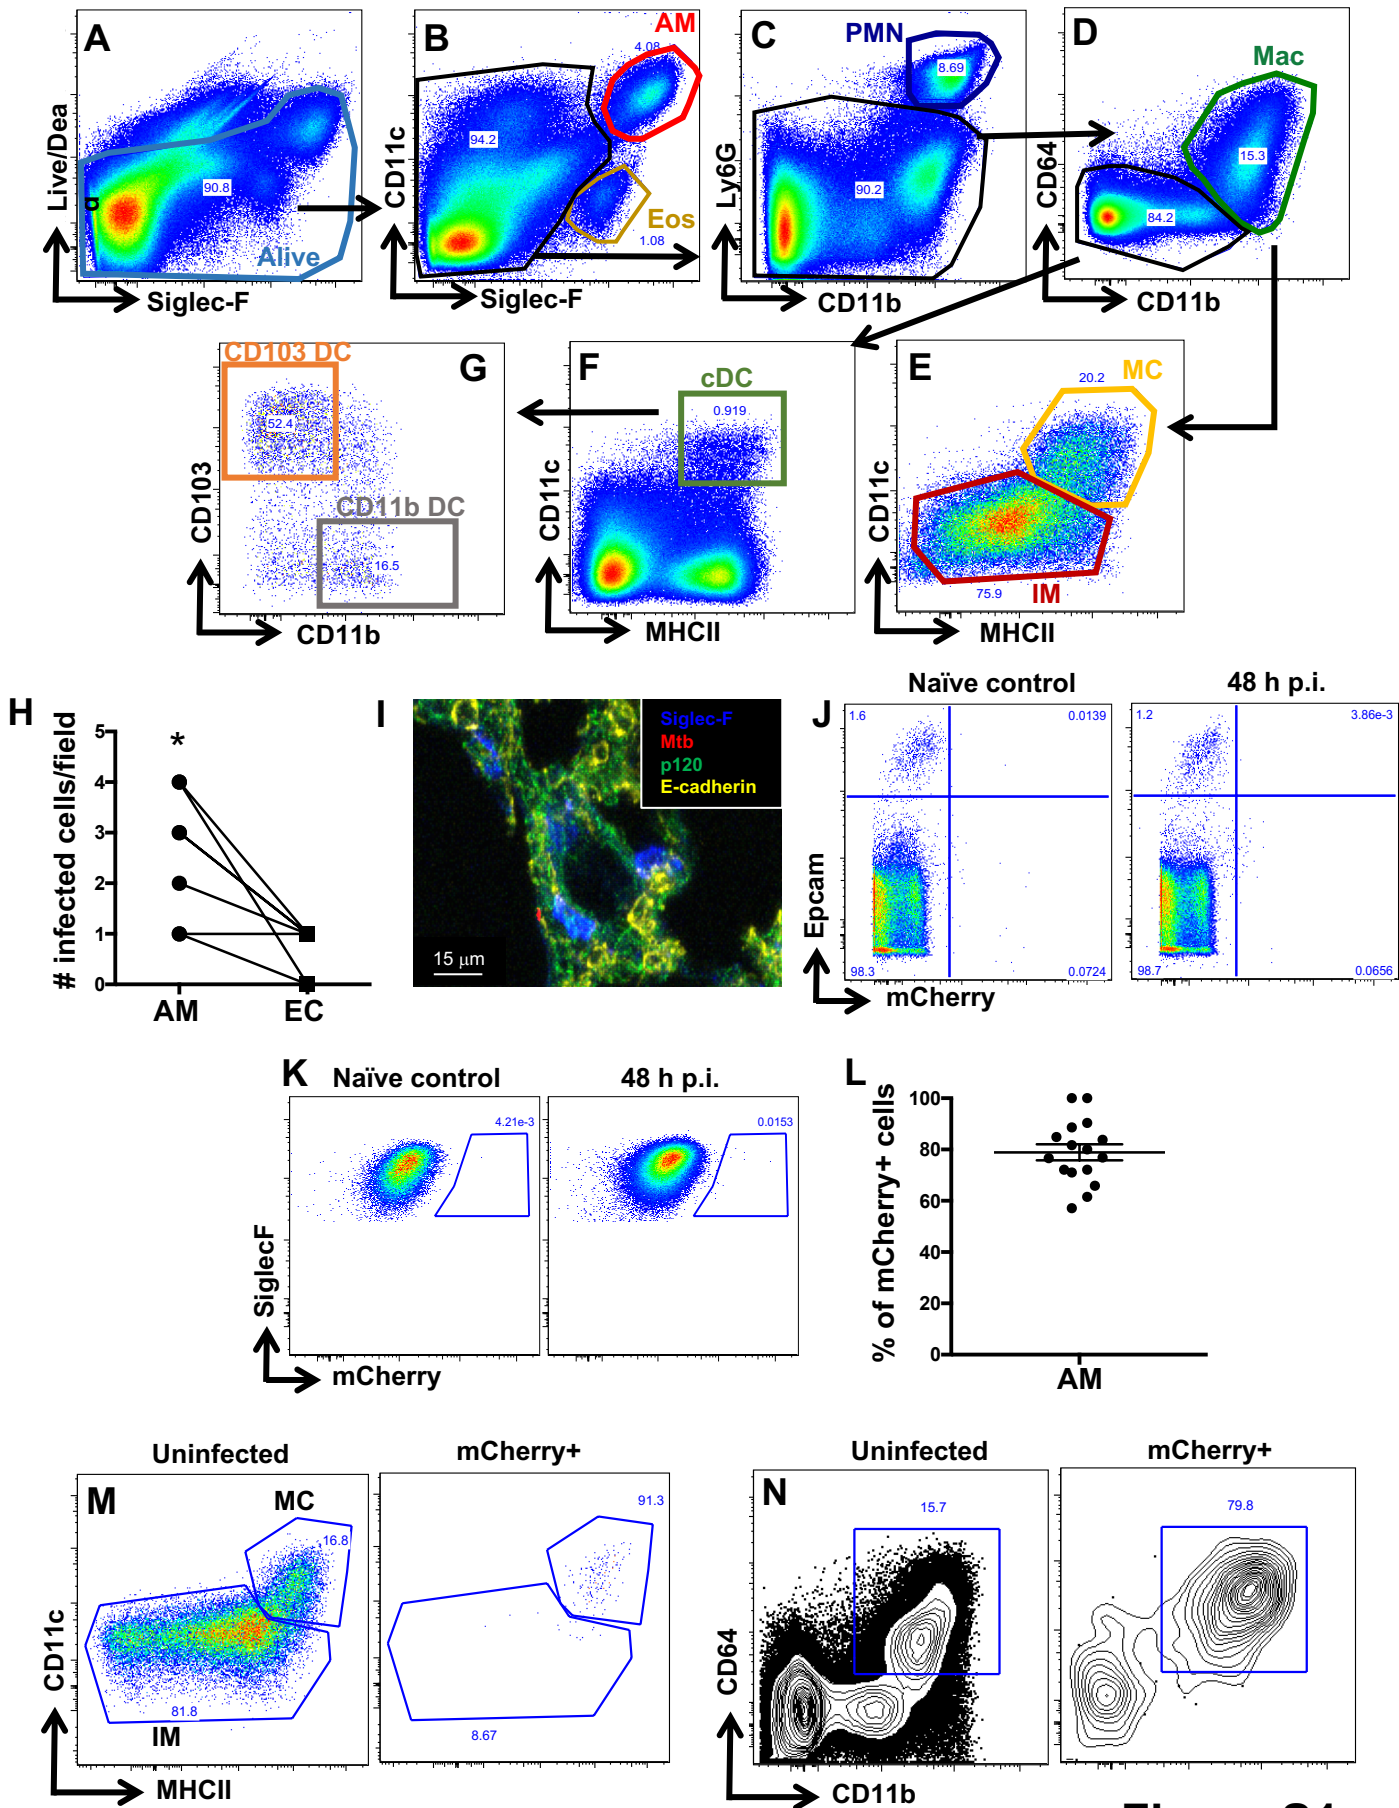 A
Live/Dea
d
90.8
Alive
Siglec-F
B
AM
4.08
94.2
CD11c
Eos
1.08
Siglec-F
C
PMN
8.69
Ly6G
90.2
CD11b
D
Mac
CD64
15.3
84.2
CD11b
CD103 DC
G
52.4
CD103
CD11b DC
16.5
CD11b
F
cDC
0.919
CD11c
MHCII
E
MC
20.2
CD11c
75.9
IM
MHCII
H
# infected cells/field
5
4
3
2
1
0
*
AM
EC
I
Siglec-F
Mtb
p120
E-cadherin
15 μm
J
Naïve control
48 h p.i.
1.6
0.0139
98.3
0.0724
1.2
3.86e-3
98.7
0.0656
Epcam
mCherry
K
Naïve control
48 h p.i.
4.21e-3
0.0153
SiglecF
mCherry
L
% of mCherry+ cells
100
80
60
40
20
0
AM
Uninfected
mCherry+
M
MC
16.8
91.3
CD11c
81.8
IM
8.67
MHCII
Uninfected
mCherry+
N
15.7
79.8
CD64
CD11b